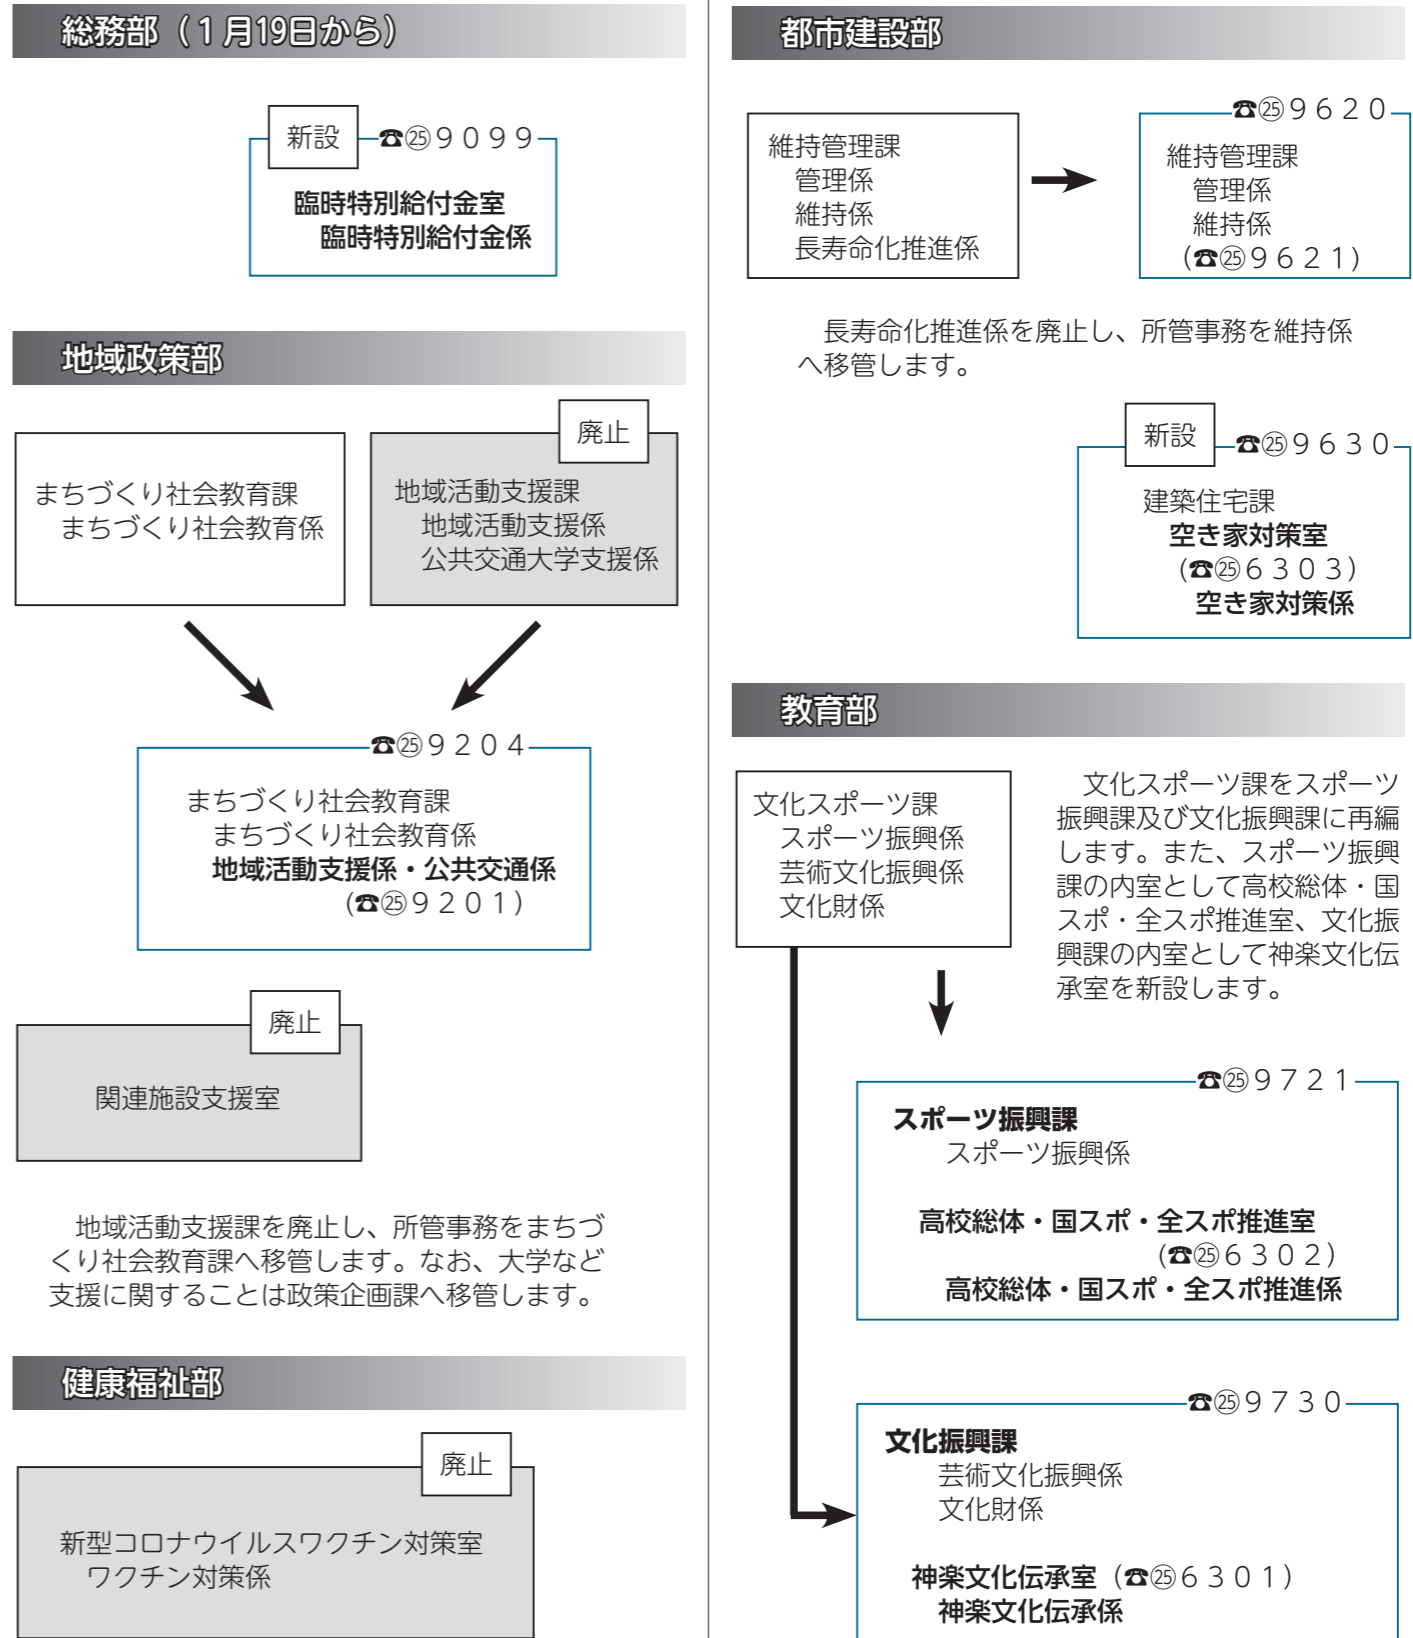 総務部（１月19日から）
新設
☎㉕９０９９
臨時特別給付金室
臨時特別給付金係
地域政策部
まちづくり社会教育課
まちづくり社会教育係
廃止
地域活動支援課
地域活動支援係
公共交通大学支援係
☎㉕９２０４
まちづくり社会教育課
まちづくり社会教育係
地域活動支援係・公共交通係
(☎㉕９２０１)
廃止
関連施設支援室
地域活動支援課を廃止し、所管事務をまちづ
くり社会教育課へ移管します。なお、大学など
支援に関することは政策企画課へ移管します。
健康福祉部
廃止
新型コロナウイルスワクチン対策室
ワクチン対策係
都市建設部
維持管理課
管理係
維持係
長寿命化推進係
☎㉕９６２０
維持管理課
管理係
維持係
(☎㉕９６２１)
長寿命化推進係を廃止し、所管事務を維持係
へ移管します。
新設
☎㉕９６３０
建築住宅課
空き家対策室
(☎㉕６３０３)
空き家対策係
教育部
文化スポーツ課
スポーツ振興係
芸術文化振興係
文化財係
文化スポーツ課をスポーツ
振興課及び文化振興課に再編
します。また、スポーツ振興
課の内室として高校総体・国
スポ・全スポ推進室、文化振
興課の内室として神楽文化伝
承室を新設します。
☎㉕９７２１
スポーツ振興課
スポーツ振興係
高校総体・国スポ・全スポ推進室
(☎㉕６３０２)
高校総体・国スポ・全スポ推進係
☎㉕９７３０
文化振興課
芸術文化振興係
文化財係
神楽文化伝承室（☎㉕６３０１）
神楽文化伝承係